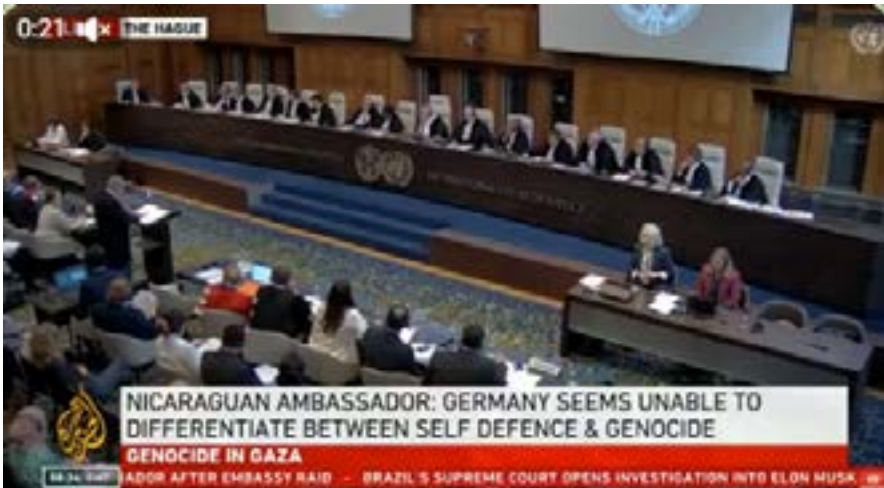 0:21
THE HAGUE
NICARAGUAN AMBASSADOR: GERMANY SEEMS UNABLE TO
DIFFERENTIATE BETWEEN SELF DEFENCE & GENOCIDE
GENOCIDE IN GAZA
ADOR AFTER EMBASSY RAID - BRAZIL'S SUPREME COURT OPENS INVESTIGATION INTO ELON MUSK